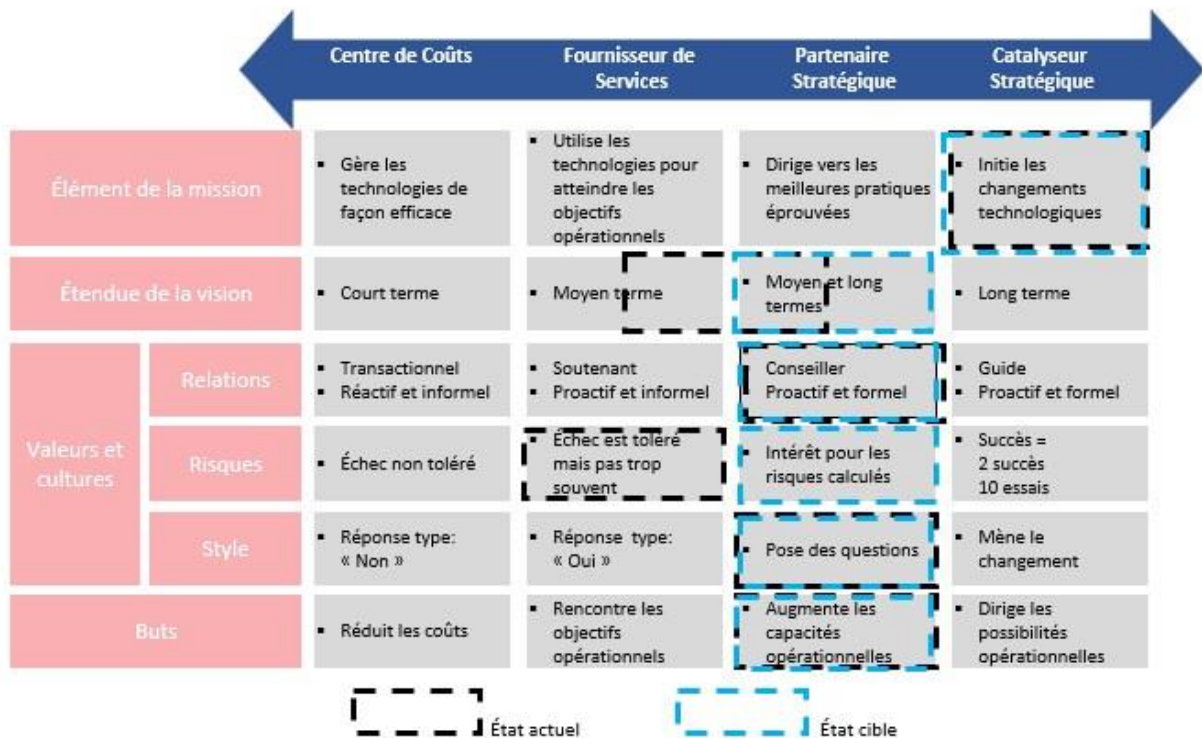 Centre de Coûts
Fournisseur de
Services
Partenaire
Stratégique
Catalyseur
Stratégique
Élément de la mission
▪ Gère les
technologies de
façon efficace
▪ Utilise les
technologies pour
atteindre les
objectifs
opérationnels
▪ Dirige vers les
meilleures pratiques
éprouvées
▪ Initie les
changements
technologiques
Étendue de la vision
▪ Court terme
▪ Moyen terme
▪ Moyen et long
termes
▪ Long terme
Valeurs et
cultures
Relations
▪ Transactionnel
▪ Réactif et informel
▪ Soutenant
▪ Proactif et informel
Conseiller
Proactif et formel
▪ Guide
▪ Proactif et formel
Risques
▪ Échec non toléré
▪ Échec est toléré
mais pas trop
souvent
▪ Intérêt pour les
risques calculés
▪ Succès =
2 succès
10 essais
Style
▪ Réponse type:
« Non »
▪ Réponse type:
« Oui »
▪ Pose des questions
▪ Mène le
changement
Buts
▪ Réduit les coûts
▪ Rencontre les
objectifs
opérationnels
▪ Augmente les
capacités
opérationnelles
▪ Dirige les
possibilités
opérationnelles
État actuel
État cible